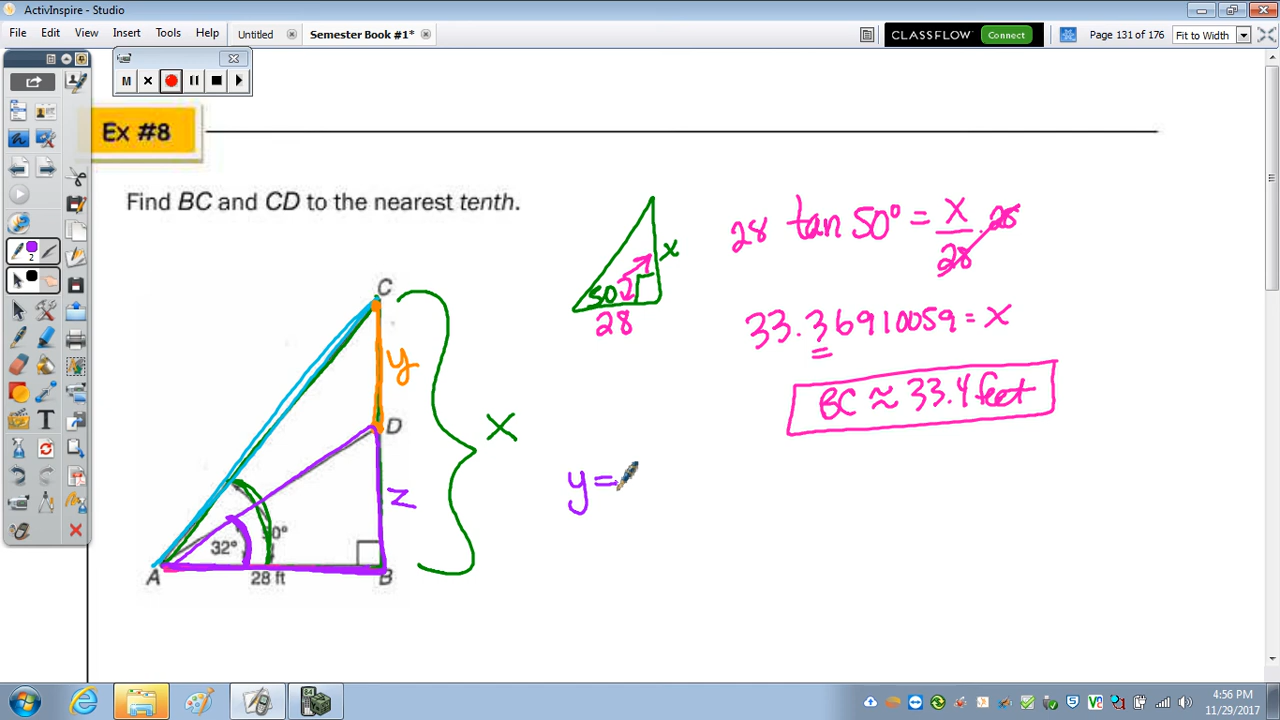 ActivInspire - Studio
File Edit View Insert Tools Help
Untitled
Semester Book #1*
CLASSFLOW Connect
Page 131 of 176
Fit to Width
M
Ex #8
Find BC and CD to the nearest tenth.
C
y
D
z
x
32°
50°
A
28 ft
B
50
x
28
28 tan 50° = x/28 · 28
33.36910059 = x
BC ≈ 33.4 feet
y =
2
T
4:56 PM
11/29/2017